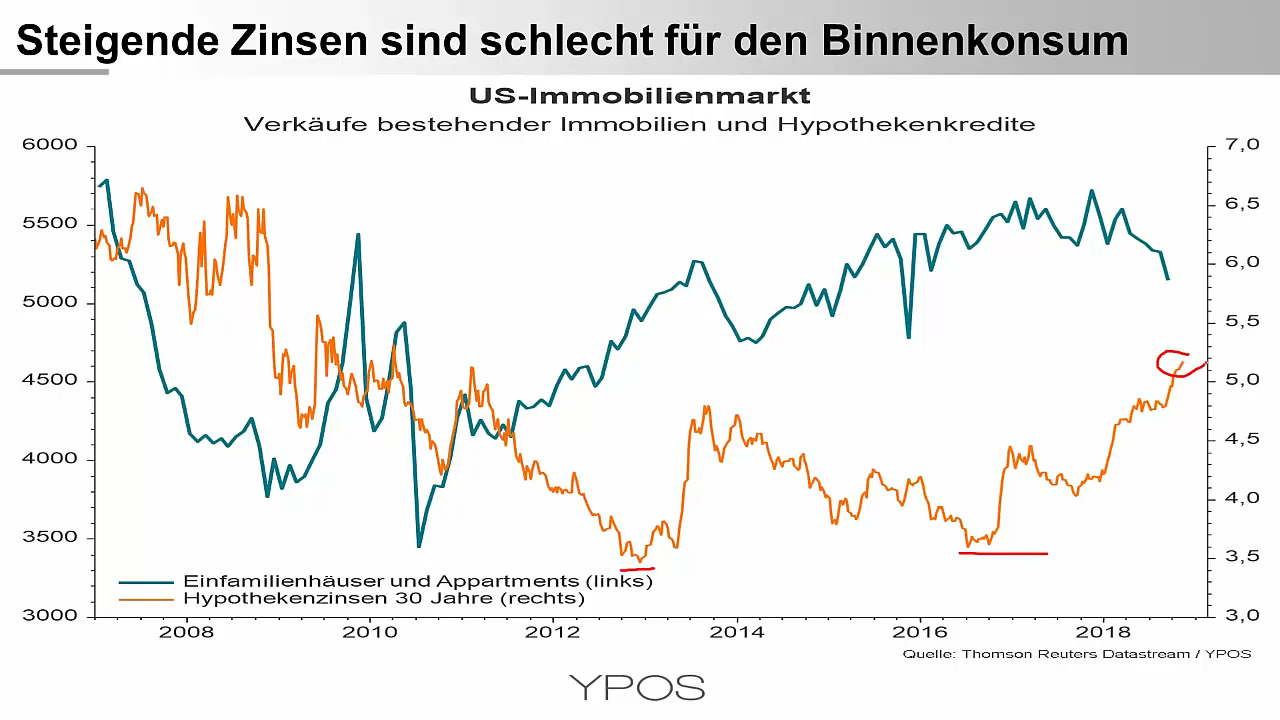 Steigende Zinsen sind schlecht für den Binnenkonsum
US-Immobilienmarkt
Verkäufe bestehender Immobilien und Hypothekenkredite
6000
5500
5000
4500
4000
3500
3000
7,0
6,5
6,0
5,5
5,0
4,5
4,0
3,5
3,0
Einfamilienhäuser und Appartments (links)
Hypothekenzinsen 30 Jahre (rechts)
2008 2010 2012 2014 2016 2018
Quelle: Thomson Reuters Datastream / YPOS
YPOS